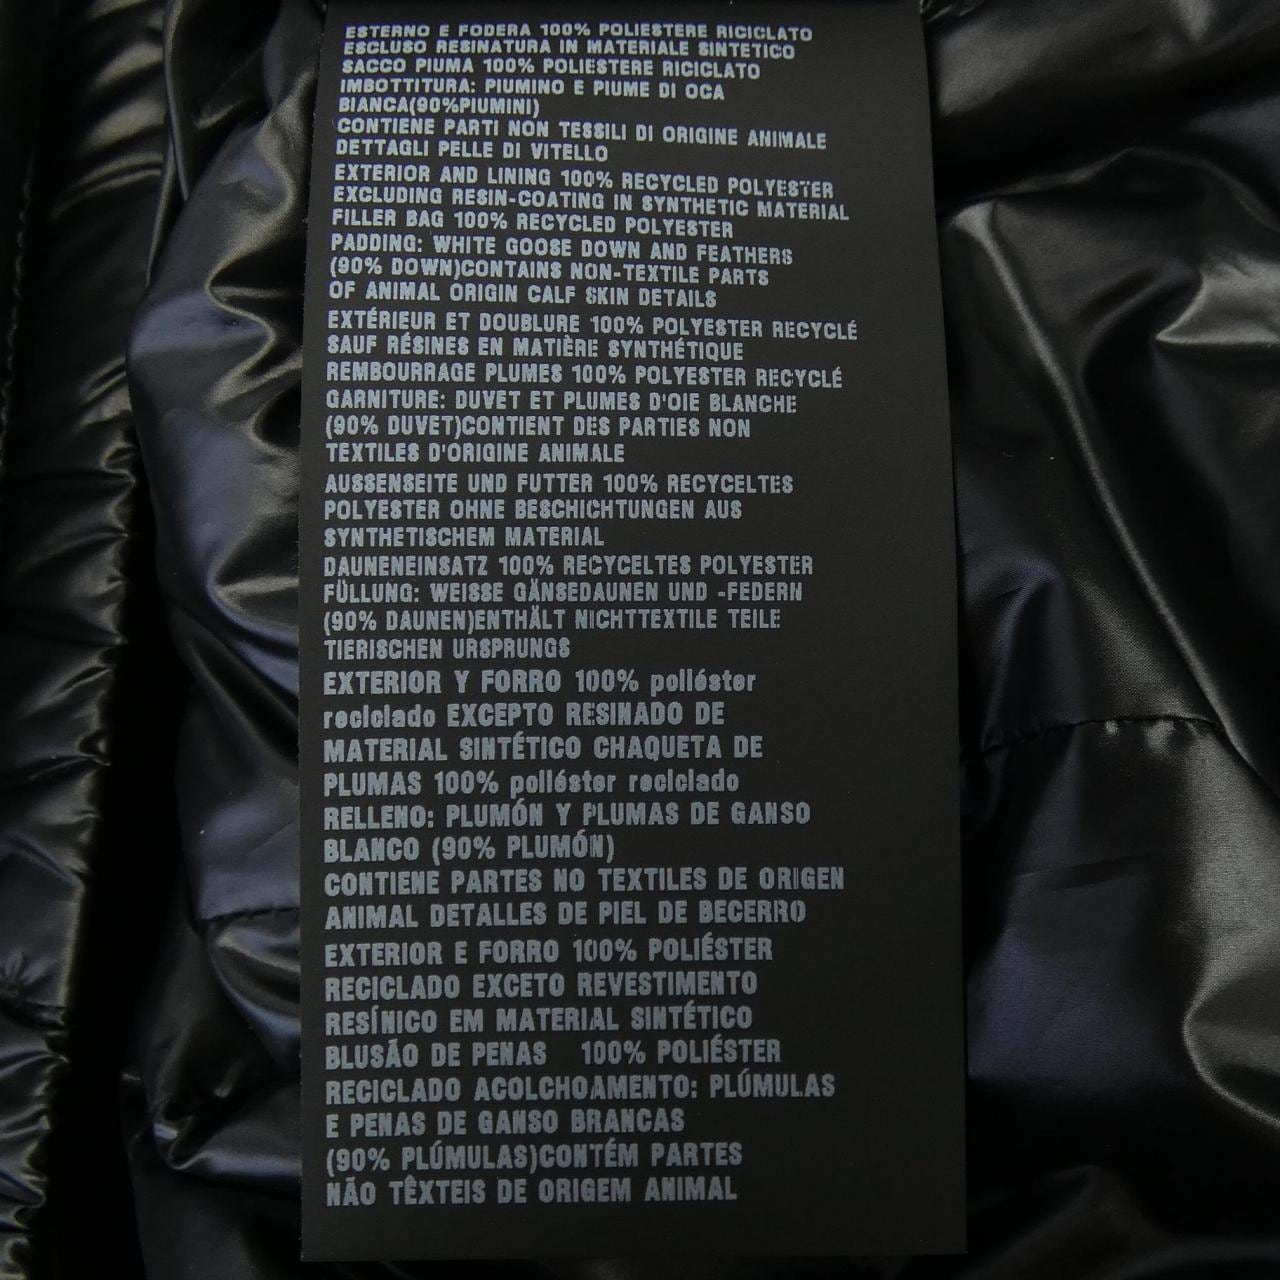 ESTERNO E FODERA 100% POLIESTERE RICICLATO
ESCLUSO RESINATURA IN MATERIALE SINTETICO
SACCO PIUMA 100% POLIESTERE RICICLATO
IMBOTTITURA: PIUMINO E PIUME DI OCA
BIANCA(90%PIUMINI)
CONTIENE PARTI NON TESSILI DI ORIGINE ANIMALE
DETTAGLI PELLE DI VITELLO
EXTERIOR AND LINING 100% RECYCLED POLYESTER
EXCLUDING RESIN-COATING IN SYNTHETIC MATERIAL
FILLER BAG 100% RECYCLED POLYESTER
PADDING: WHITE GOOSE DOWN AND FEATHERS
(90% DOWN)CONTAINS NON-TEXTILE PARTS
OF ANIMAL ORIGIN CALF SKIN DETAILS
EXTÉRIEUR ET DOUBLURE 100% POLYESTER RECYCLÉ
SAUF RÉSINES EN MATIÈRE SYNTHÉTIQUE
REMBOURRAGE PLUMES 100% POLYESTER RECYCLÉ
GARNITURE: DUVET ET PLUMES D'OIE BLANCHE
(90% DUVET)CONTIENT DES PARTIES NON
TEXTILES D'ORIGINE ANIMALE
AUSSENSEITE UND FUTTER 100% RECYCELTES
POLYESTER OHNE BESCHICHTUNGEN AUS
SYNTHETISCHEM MATERIAL
DAUNENEINSATZ 100% RECYCELTES POLYESTER
FÜLLUNG: WEISSE GÄNSEDAUNEN UND -FEDERN
(90% DAUNEN)ENTHÄLT NICHTTEXTILE TEILE
TIERISCHEN URSPRUNGS
EXTERIOR Y FORRO 100% poliéster
reciclado EXCEPTO RESINADO DE
MATERIAL SINTÉTICO CHAQUETA DE
PLUMAS 100% poliéster reciclado
RELLENO: PLUMÓN Y PLUMAS DE GANSO
BLANCO (90% PLUMÓN)
CONTIENE PARTES NO TEXTILES DE ORIGEN
ANIMAL DETALLES DE PIEL DE BECERRO
EXTERIOR E FORRO 100% POLIÉSTER
RECICLADO EXCETO REVESTIMENTO
RESÍNICO EM MATERIAL SINTÉTICO
BLUSÃO DE PENAS 100% POLIÉSTER
RECICLADO ACOLCHOAMENTO: PLÚMULAS
E PENAS DE GANSO BRANCAS
(90% PLÚMULAS)CONTÉM PARTES
NÃO TÊXTEIS DE ORIGEM ANIMAL